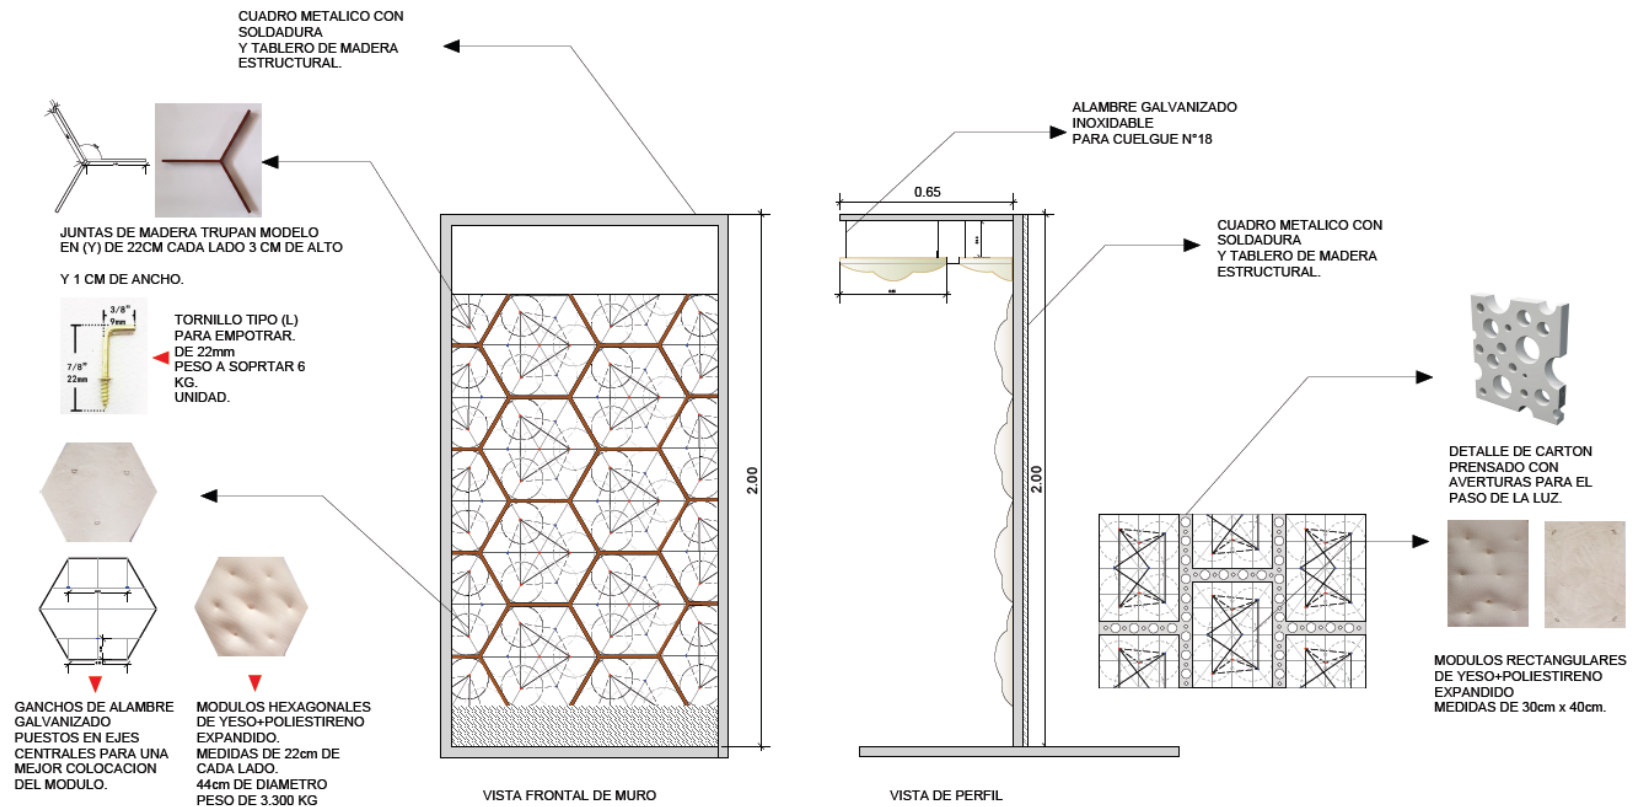 CUADRO METALICO CON
SOLDADURA
Y TABLERO DE MADERA
ESTRUCTURAL.
JUNTAS DE MADERA TRUPAN MODELO
EN (Y) DE 22CM CADA LADO 3 CM DE ALTO
Y 1 CM DE ANCHO.
3/8"
9mm
7/8"
22mm
TORNILLO TIPO (L)
PARA EMPOTRAR.
DE 22mm
PESO A SOPRTAR 6
KG.
UNIDAD.
GANCHOS DE ALAMBRE
GALVANIZADO
PUESTOS EN EJES
CENTRALES PARA UNA
MEJOR COLOCACION
DEL MODULO.
MODULOS HEXAGONALES
DE YESO+POLIESTIRENO
EXPANDIDO.
MEDIDAS DE 22cm DE
CADA LADO.
44cm DE DIAMETRO
PESO DE 3.300 KG
2.00
VISTA FRONTAL DE MURO
ALAMBRE GALVANIZADO
INOXIDABLE
PARA CUELGUE N°18
0.65
2.00
VISTA DE PERFIL
CUADRO METALICO CON
SOLDADURA
Y TABLERO DE MADERA
ESTRUCTURAL.
DETALLE DE CARTON
PRENSADO CON
AVERTURAS PARA EL
PASO DE LA LUZ.
MODULOS RECTANGULARES
DE YESO+POLIESTIRENO
EXPANDIDO
MEDIDAS DE 30cm x 40cm.